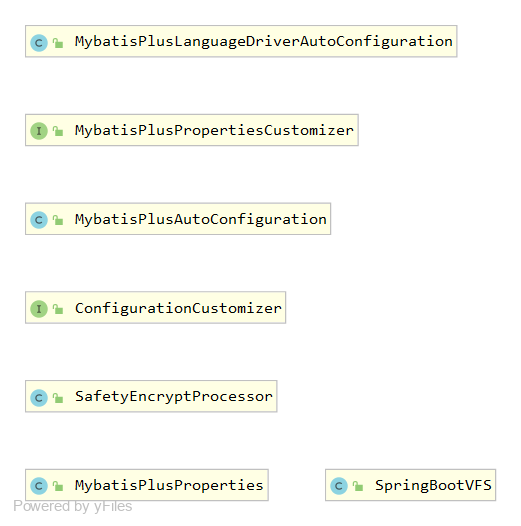 C MybatisPlusLanguageDriverAutoConfiguration
I MybatisPlusPropertiesCustomizer
C MybatisPlusAutoConfiguration
I ConfigurationCustomizer
C SafetyEncryptProcessor
C MybatisPlusProperties
C SpringBootVFS
Powered by yFiles